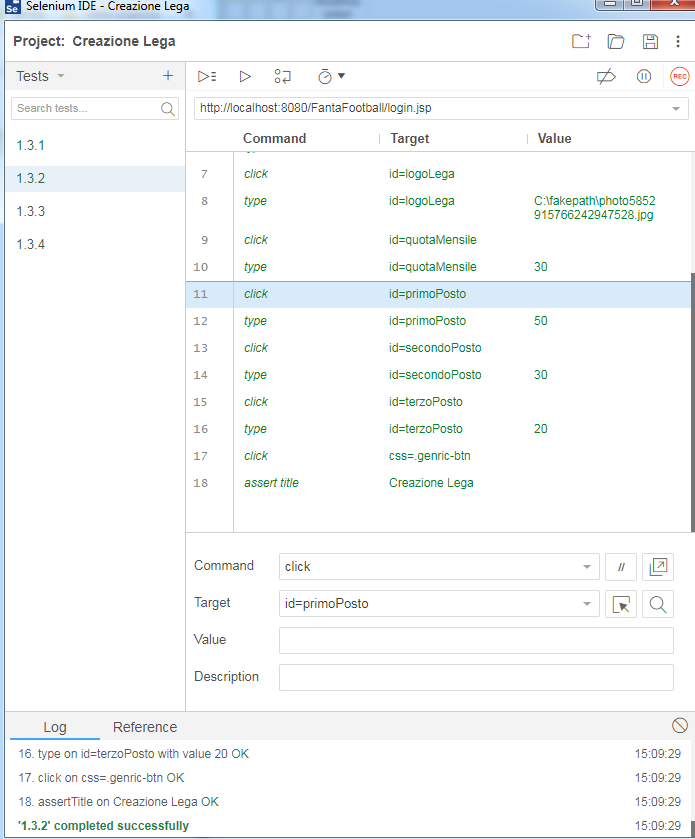 Se Selenium IDE - Creazione Lega
Project: Creazione Lega
Tests
Search tests...
1.3.1
1.3.2
1.3.3
1.3.4
REC
http://localhost:8080/FantaFootball/login.jsp
Command Target Value
7 click id=logoLega
8 type id=logoLega C:\fakepath\photo5852
915766242947528.jpg
9 click id=quotaMensile
10 type id=quotaMensile 30
11 click id=primoPosto
12 type id=primoPosto 50
13 click id=secondoPosto
14 type id=secondoPosto 30
15 click id=terzoPosto
16 type id=terzoPosto 20
17 click css=.genric-btn
18 assert title Creazione Lega
Command click //
Target id=primoPosto
Value
Description
Log Reference
16. type on id=terzoPosto with value 20 OK 15:09:29
17. click on css=.genric-btn OK 15:09:29
18. assertTitle on Creazione Lega OK 15:09:29
'1.3.2' completed successfully 15:09:29